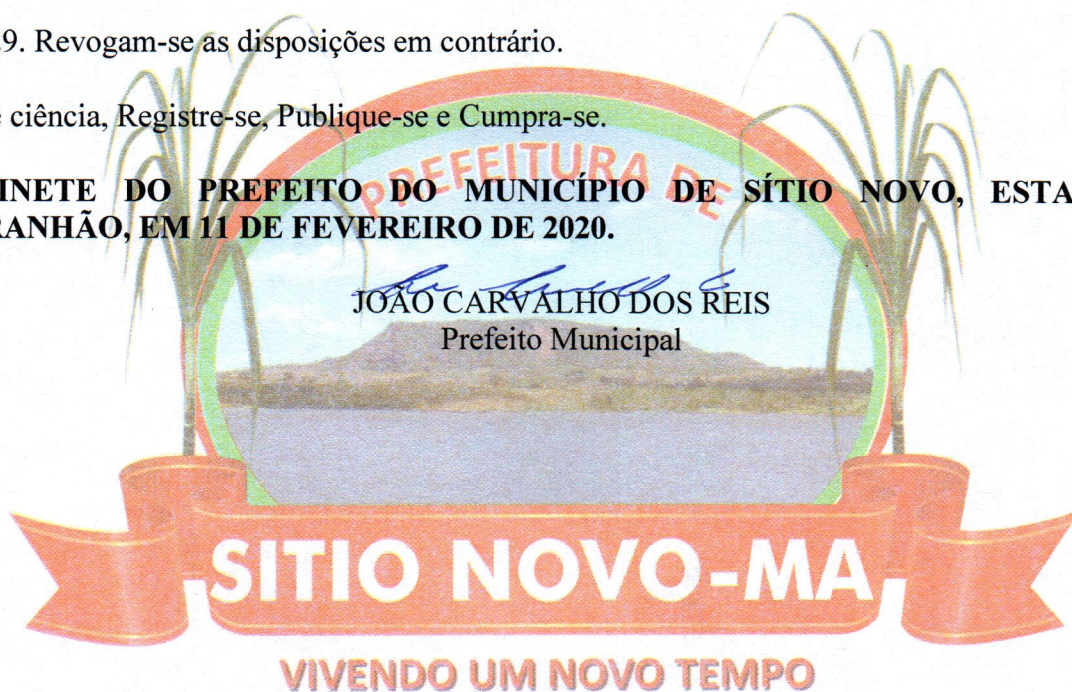 .9. Revogam-se as disposições em contrário.
e ciência, Registre-se, Publique-se e Cumpra-se.
INETE DO PREFEITO DO MUNICÍPIO DE SÍTIO NOVO, ESTA
RANHÃO, EM 11 DE FEVEREIRO DE 2020.
JOÃO CARVALHO DOS REIS
Prefeito Municipal
PREFEITURA DE
SITIO NOVO-MA
VIVENDO UM NOVO TEMPO